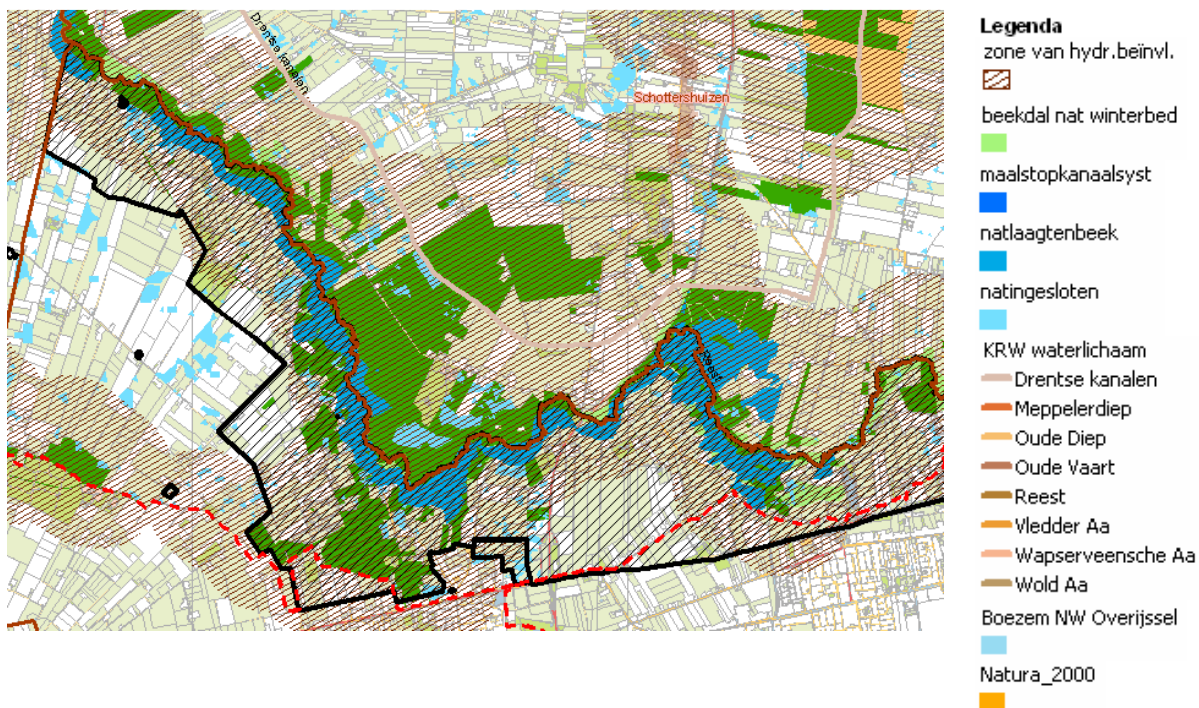 Drentse kanalen
Schottershuizen
Reest
Legenda
zone van hydr.beïnvl.
beekdal nat winterbed
maalstopkanaalsyst
natlaagtenbeek
natingesloten
KRW waterlichaam
Drentse kanalen
Meppelerdiep
Oude Diep
Oude Vaart
Reest
Vledder Aa
Wapserveensche Aa
Wold Aa
Boezem NW Overijssel
Natura_2000